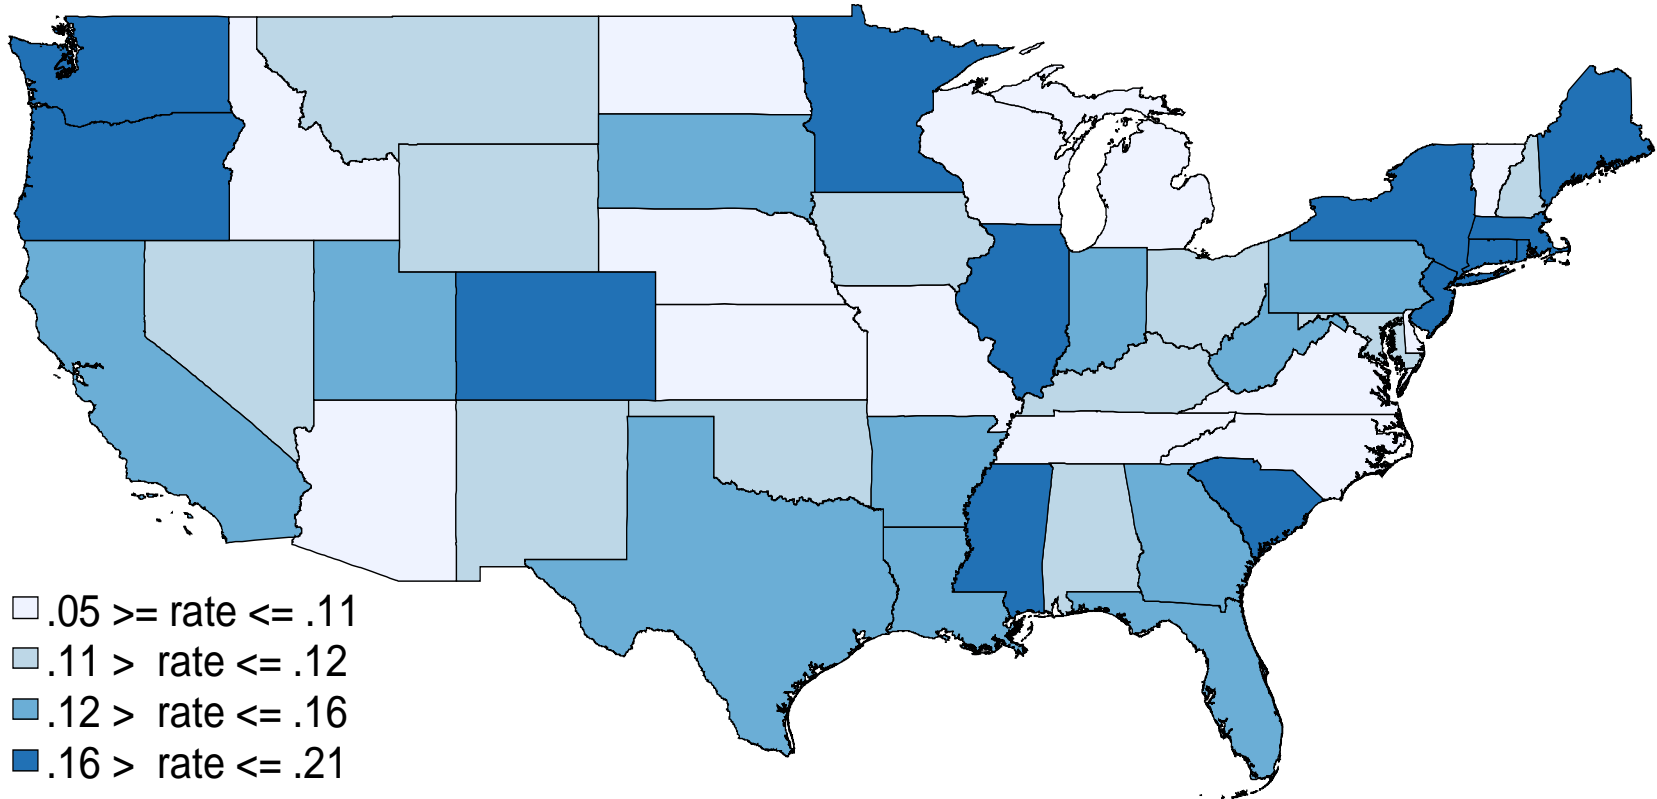 .05 >= rate <= .11
.11 > rate <= .12
.12 > rate <= .16
.16 > rate <= .21